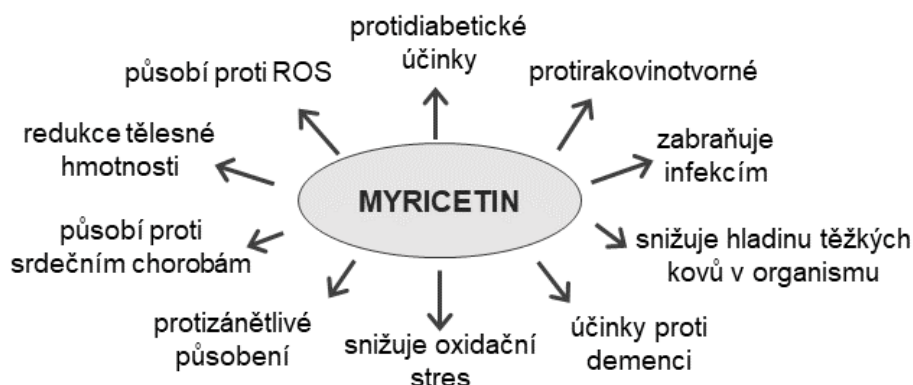 protidiabetické
účinky
působí proti ROS
protirakovinotvorné
redukce tělesné
hmotnosti
zabraňuje
infekcím
MYRICETIN
působí proti
srdečním chorobám
snižuje hladinu těžkých
kovů v organismu
protizánětlivé
působení
snižuje oxidační
stres
účinky proti
demenci